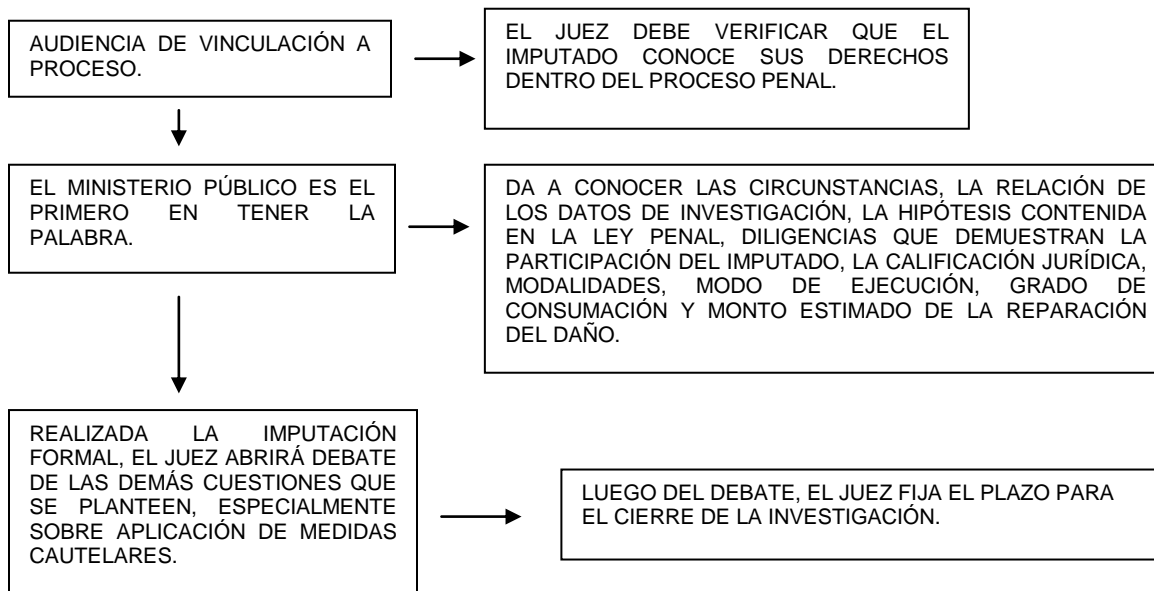 AUDIENCIA DE VINCULACIÓN A
PROCESO.
EL JUEZ DEBE VERIFICAR QUE EL
IMPUTADO CONOCE SUS DERECHOS
DENTRO DEL PROCESO PENAL.
EL MINISTERIO PÚBLICO ES EL
PRIMERO EN TENER LA
PALABRA.
DA A CONOCER LAS CIRCUNSTANCIAS, LA RELACIÓN DE
LOS DATOS DE INVESTIGACIÓN, LA HIPÓTESIS CONTENIDA
EN LA LEY PENAL, DILIGENCIAS QUE DEMUESTRAN LA
PARTICIPACIÓN DEL IMPUTADO, LA CALIFICACIÓN JURÍDICA,
MODALIDADES, MODO DE EJECUCIÓN, GRADO DE
CONSUMACIÓN Y MONTO ESTIMADO DE LA REPARACIÓN
DEL DAÑO.
REALIZADA LA IMPUTACIÓN
FORMAL, EL JUEZ ABRIRÁ DEBATE
DE LAS DEMÁS CUESTIONES QUE
SE PLANTEEN, ESPECIALMENTE
SOBRE APLICACIÓN DE MEDIDAS
CAUTELARES.
LUEGO DEL DEBATE, EL JUEZ FIJA EL PLAZO PARA
EL CIERRE DE LA INVESTIGACIÓN.